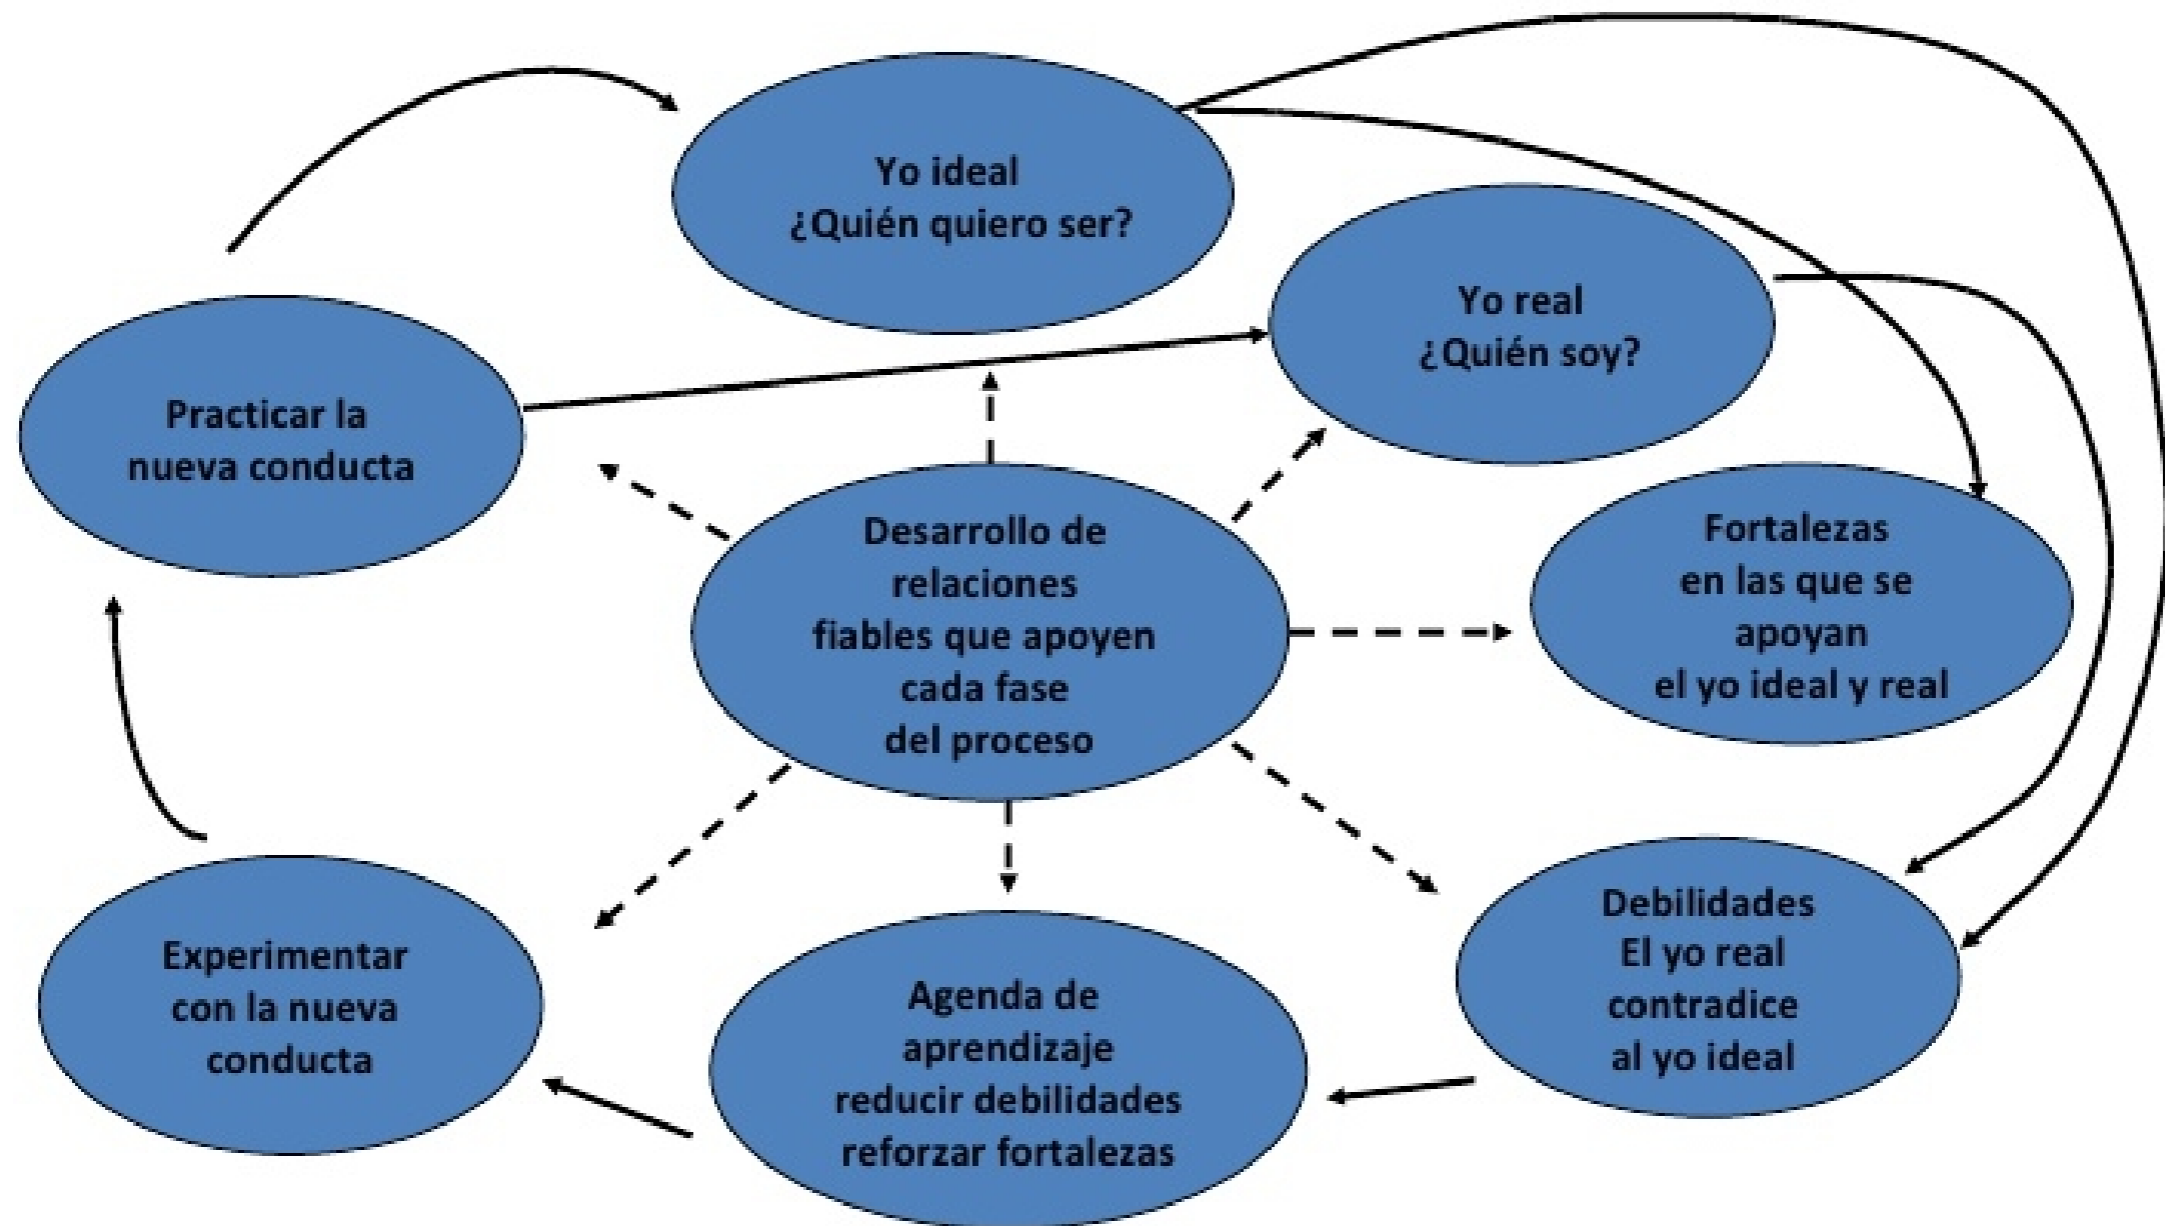 Yo ideal
¿Quién quiero ser?
Yo real
¿Quién soy?
Practicar la
nueva conducta
Desarrollo de
relaciones
fiables que apoyen
cada fase
del proceso
Fortalezas
en las que se
apoyan
el yo ideal y real
Experimentar
con la nueva
conducta
Agenda de
aprendizaje
reducir debilidades
reforzar fortalezas
Debilidades
El yo real
contradice
al yo ideal